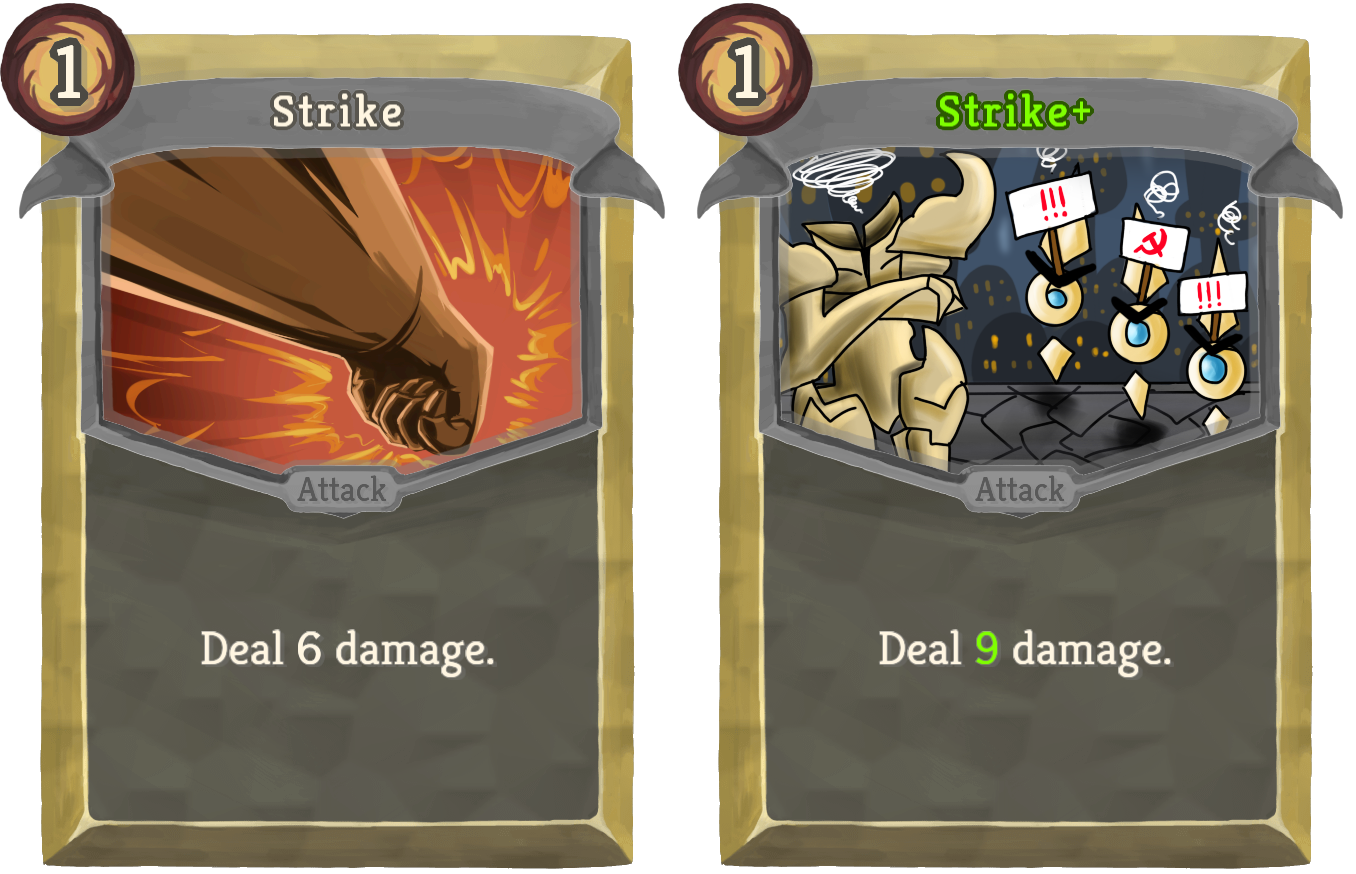 1
Strike
Attack
Deal 6 damage.
1
Strike+
!!!
!!!
Attack
Deal 9 damage.